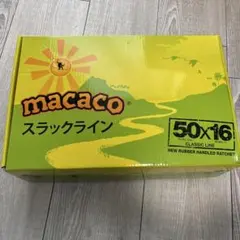 macaco®
スラックライン
50x16
CLASSIC LINE
NEW RUBBER HANDLED RATCHET